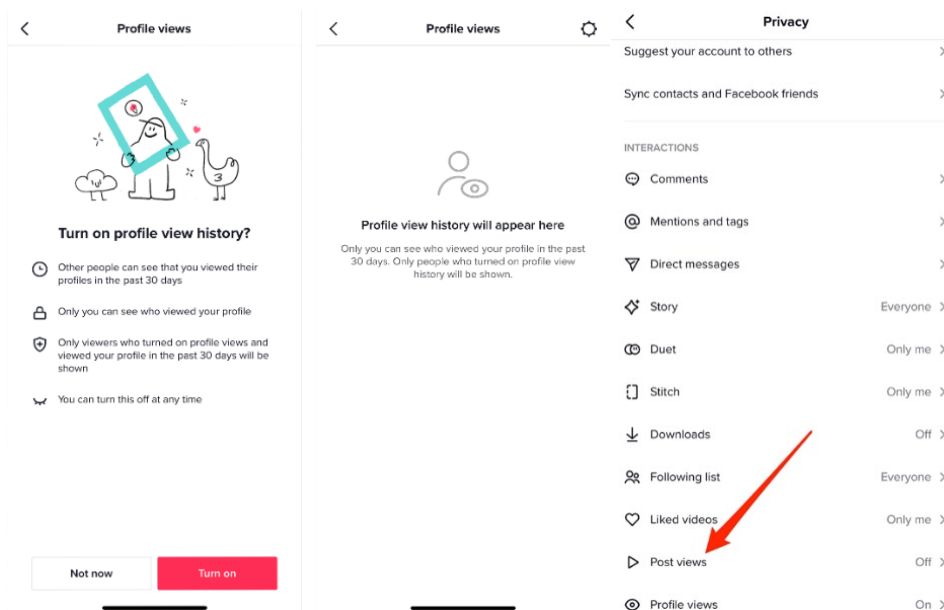 Profile views
Turn on profile view history?
Other people can see that you viewed their
profiles in the past 30 days
Only you can see who viewed your profile
Only viewers who turned on profile views and
viewed your profile in the past 30 days will be
shown
You can turn this off at any time
Not now
Turn on
Profile views
Profile view history will appear here
Only you can see who viewed your profile in the past
30 days. Only people who turned on profile view
history will be shown.
Privacy
Suggest your account to others
Sync contacts and Facebook friends
INTERACTIONS
Comments
Mentions and tags
Direct messages
Story Everyone
Duet Only me
Stitch Only me
Downloads Off
Following list Everyone
Liked videos Only me
Post views Off
Profile views On